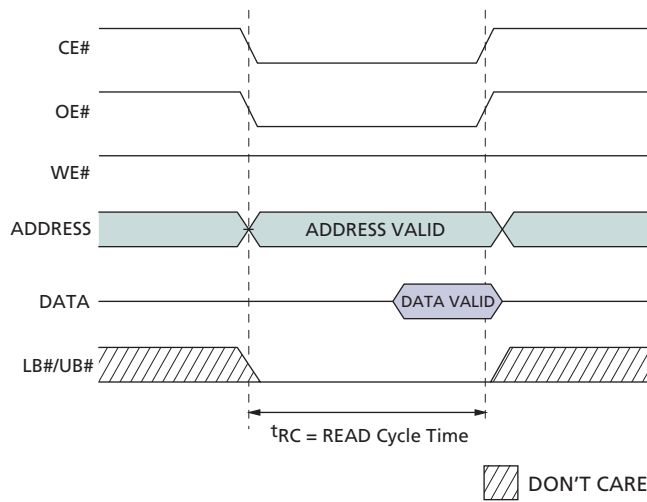 CE#
OE#
WE#
ADDRESS
ADDRESS VALID
DATA
DATA VALID
LB#/UB#
tRC = READ Cycle Time
DON'T CARE